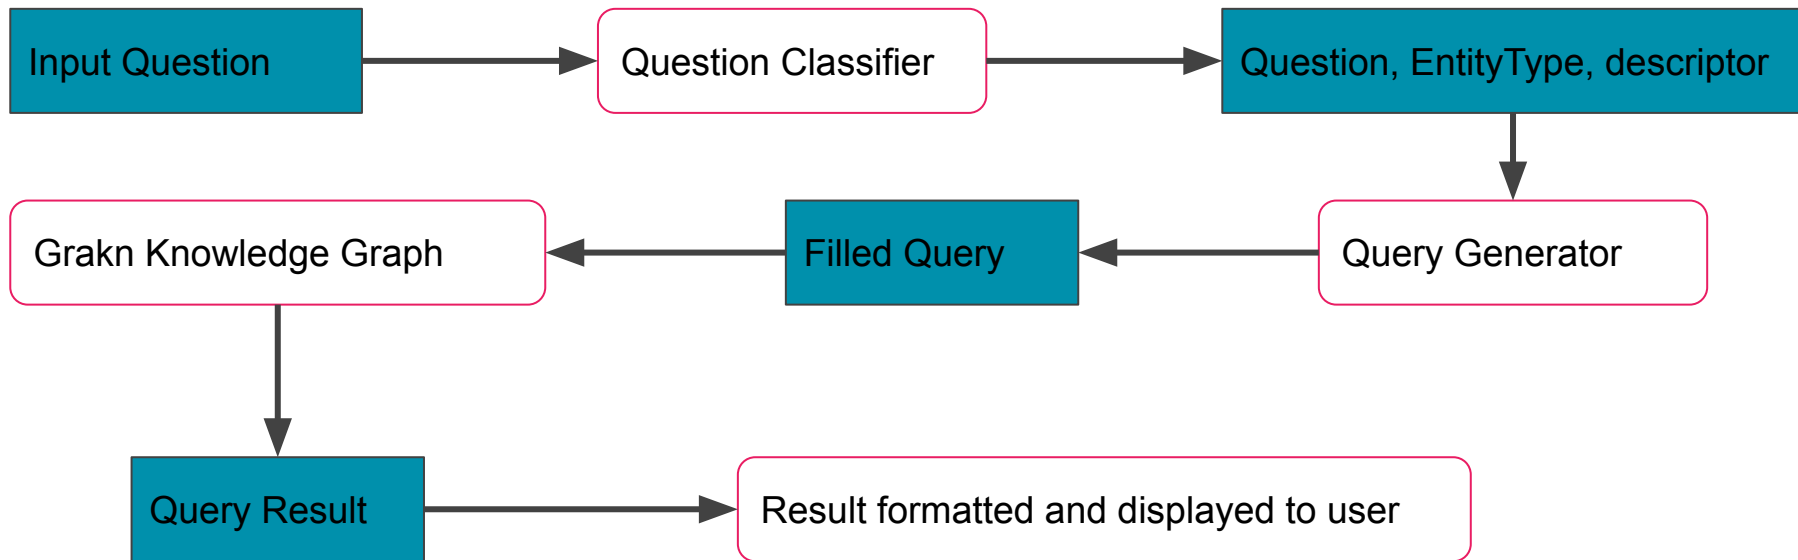 Input Question
Question Classifier
Question, EntityType, descriptor
Grakn Knowledge Graph
Filled Query
Query Generator
Query Result
Result formatted and displayed to user